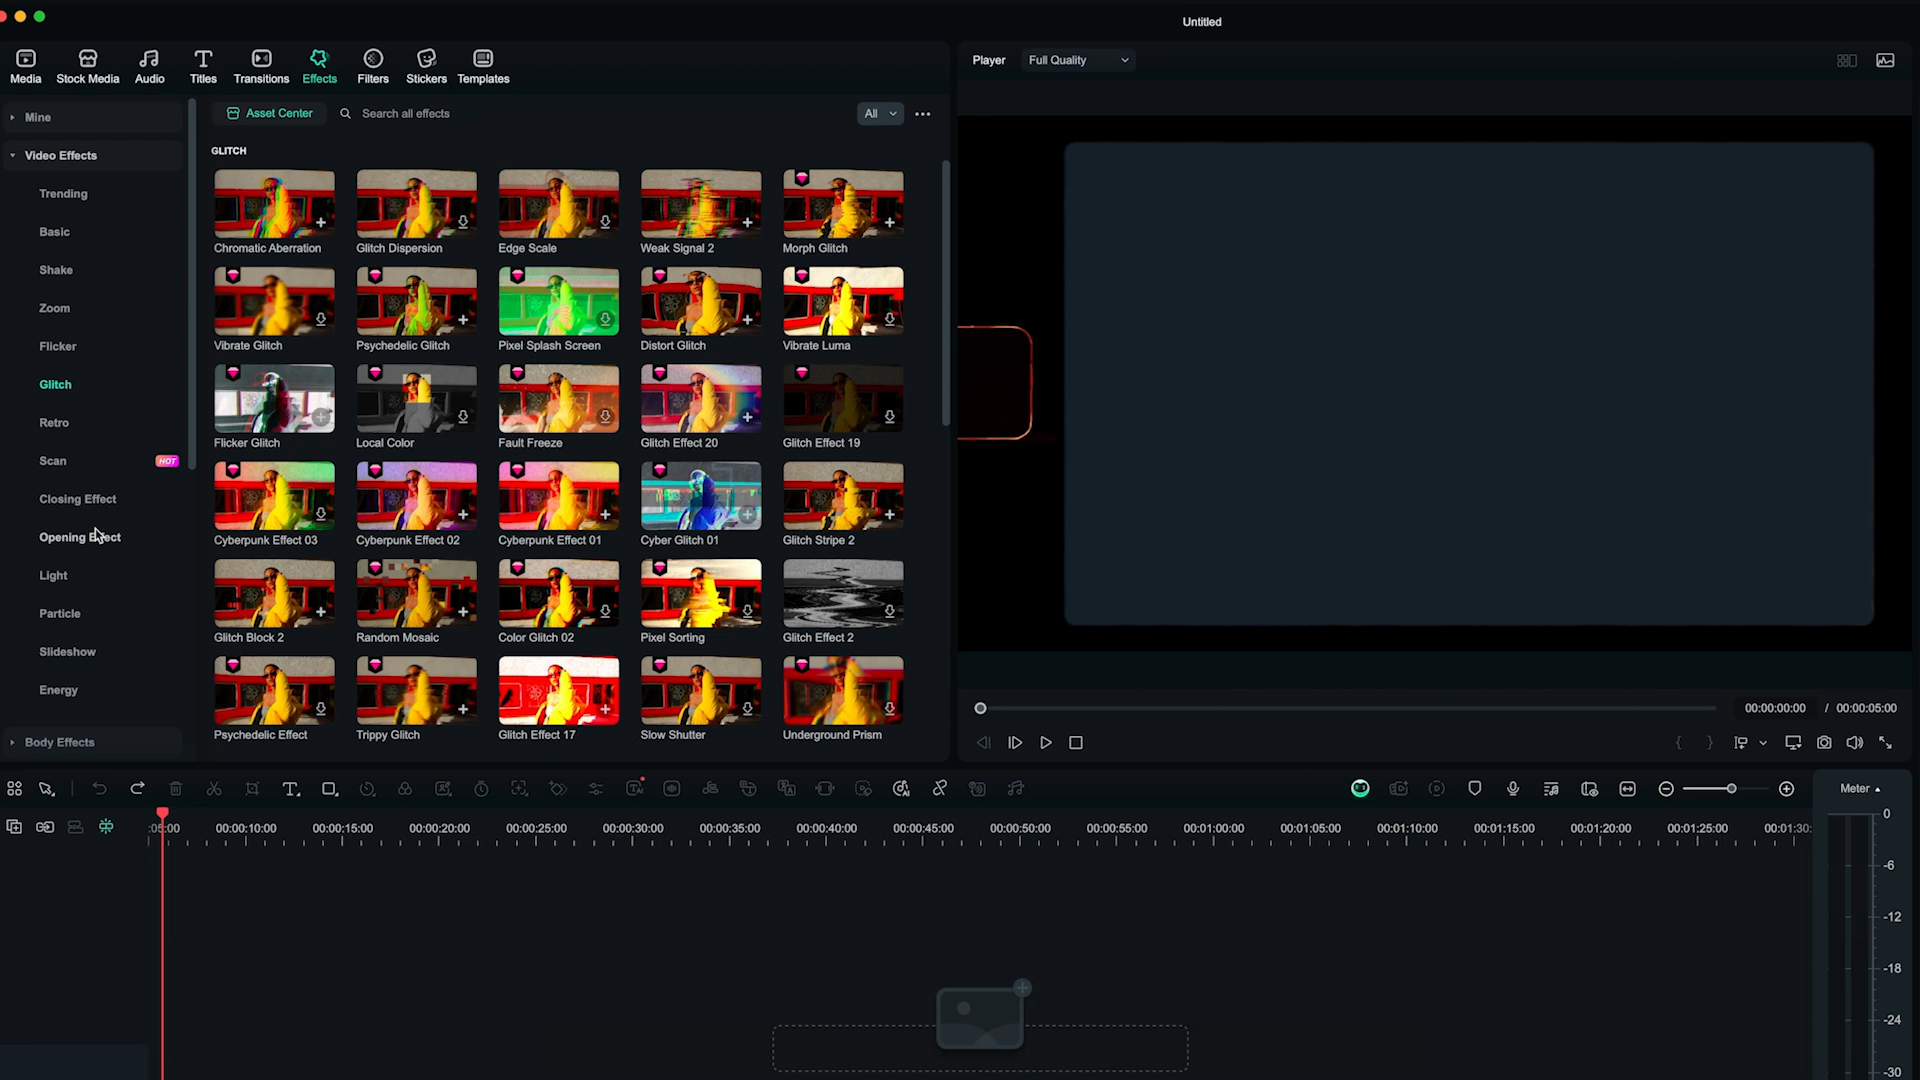 Untitled
Media Stock Media Audio Titles Transitions Effects Filters Stickers Templates
Player Full Quality
Mine
Asset Center Search all effects All
Video Effects
Trending
Basic
Shake
Zoom
Flicker
Glitch
Retro
Scan HOT
Closing Effect
Opening Effect
Light
Particle
Slideshow
Energy
Body Effects
GLITCH
Chromatic Aberration Glitch Dispersion Edge Scale Weak Signal 2 Morph Glitch
Vibrate Glitch Psychedelic Glitch Pixel Splash Screen Distort Glitch Vibrate Luma
Flicker Glitch Local Color Fault Freeze Glitch Effect 20 Glitch Effect 19
Cyberpunk Effect 03 Cyberpunk Effect 02 Cyberpunk Effect 01 Cyber Glitch 01 Glitch Stripe 2
Glitch Block 2 Random Mosaic Color Glitch 02 Pixel Sorting Glitch Effect 2
Psychedelic Effect Trippy Glitch Glitch Effect 17 Slow Shutter Underground Prism
00:00:00:00 / 00:00:05:00
Meter
:05:00 00:00:10:00 00:00:15:00 00:00:20:00 00:00:25:00 00:00:30:00 00:00:35:00 00:00:40:00 00:00:45:00 00:00:50:00 00:00:55:00 00:01:00:00 00:01:05:00 00:01:10:00 00:01:15:00 00:01:20:00 00:01:25:00 00:01:30:
0
-6
-12
-18
-24
-30